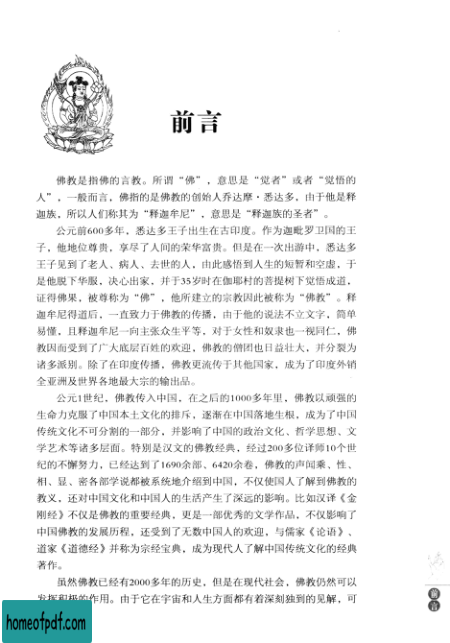 前言
佛教是指佛的言教。所谓“佛”，意思是“觉者”或者“觉悟的
人”，一般而言，佛指的是佛教的创始人乔达摩·悉达多，由于他是释
迦族，所以人们称其为“释迦牟尼”，意思是“释迦族的圣者”。
公元前600多年，悉达多王子出生在古印度。作为迦毗罗卫国的王
子，他地位尊贵，享尽了人间的荣华富贵。但是在一次出游中，悉达多
王子见到了老人、病人、去世的人，由此感悟到人生的短暂和空虚，于
是他脱下华服，决心出家，并于35岁时在伽耶村的菩提树下觉悟成道，
证得佛果，被尊称为“佛”，他所建立的宗教因此被称为“佛教”。释
迦牟尼得道后，一直致力于佛教的传播，由于他的说法不立文字，简单
易懂，且释迦牟尼一向主张众生平等，对于女性和奴隶也一视同仁，佛
教因而受到了广大底层百姓的欢迎，佛教的僧团也日益壮大，并分裂为
诸多派别。除了在印度传播，佛教更流传于其他国家，成为了印度外销
全亚洲及世界各地最大宗的输出品。
公元1世纪，佛教传入中国，在之后的1000多年里，佛教以顽强的
生命力克服了中国本土文化的排斥，逐渐在中国落地生根，成为了中国
传统文化不可分割的一部分，并影响了中国的政治文化、哲学思想、文
学艺术等诸多层面。特别是汉文的佛教经典，经过200多位译师10个世
纪的不懈努力，已经达到了1690余部、6420余卷，佛教的声闻乘、性、
相、显、密各部学说都被系统地介绍到中国，不仅使国人了解到佛教的
教义，还对中国文化和中国人的生活产生了深远的影响。比如汉译《金
刚经》不仅是佛教的重要经典，更是一部优秀的文学作品，不仅影响了
中国佛教的发展历程，还受到了无数中国人的欢迎，与儒家《论语》、
道家《道德经》并称为宗经宝典，成为现代人了解中国传统文化的经典
著作。
虽然佛教已经有2000多年的历史，但是在现代社会，佛教仍然可以
发挥积极的作用。由于它在宇宙和人生方面都有着深刻独到的见解，可
前言
homeofpdf.com